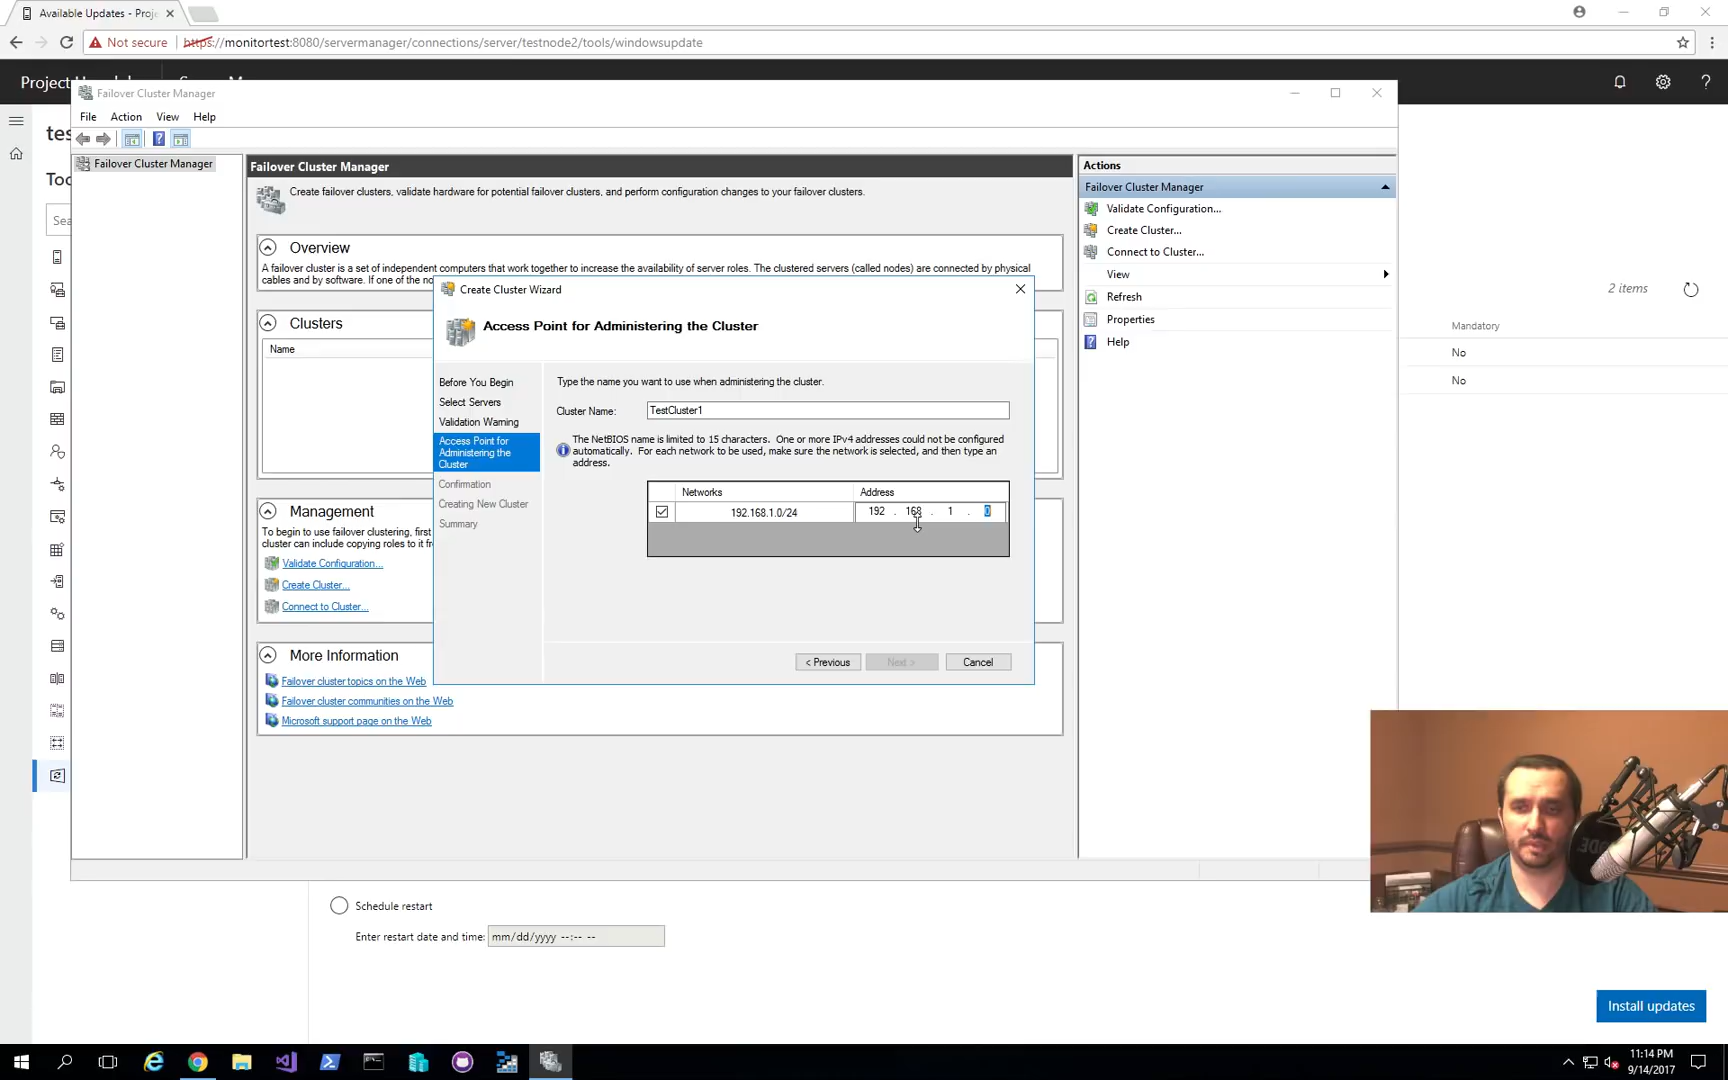 Available Updates - Proj
Not secure
https://monitortest:8080/servermanager/connections/server/testnode2/tools/windowsupdate
Project
Failover Cluster Manager
File Action View Help
Failover Cluster Manager
Failover Cluster Manager
Create failover clusters, validate hardware for potential failover clusters, and perform configuration changes to your failover clusters.
Overview
A failover cluster is a set of independent computers that work together to increase the availability of server roles. The clustered servers (called nodes) are connected by physical
cables and by software. If one of the no
Clusters
Name
Management
To begin to use failover clustering, first
cluster can include copying roles to it fr
Validate Configuration...
Create Cluster...
Connect to Cluster...
More Information
Failover cluster topics on the Web
Failover cluster communities on the Web
Microsoft support page on the Web
Create Cluster Wizard
Access Point for Administering the Cluster
Before You Begin
Select Servers
Validation Warning
Access Point for
Administering the
Cluster
Confirmation
Creating New Cluster
Summary
Type the name you want to use when administering the cluster.
Cluster Name: TestCluster1
The NetBIOS name is limited to 15 characters. One or more IPv4 addresses could not be configured
automatically. For each network to be used, make sure the network is selected, and then type an
address.
Networks Address
192.168.1.0/24 192 . 168 . 1 . 0
< Previous Next > Cancel
Actions
Failover Cluster Manager
Validate Configuration...
Create Cluster...
Connect to Cluster...
View
Refresh
Properties
Help
tes
Too
Sea
2 items
Mandatory
No
No
Schedule restart
Enter restart date and time: mm/dd/yyyy --:-- --
Install updates
11:14 PM
9/14/2017